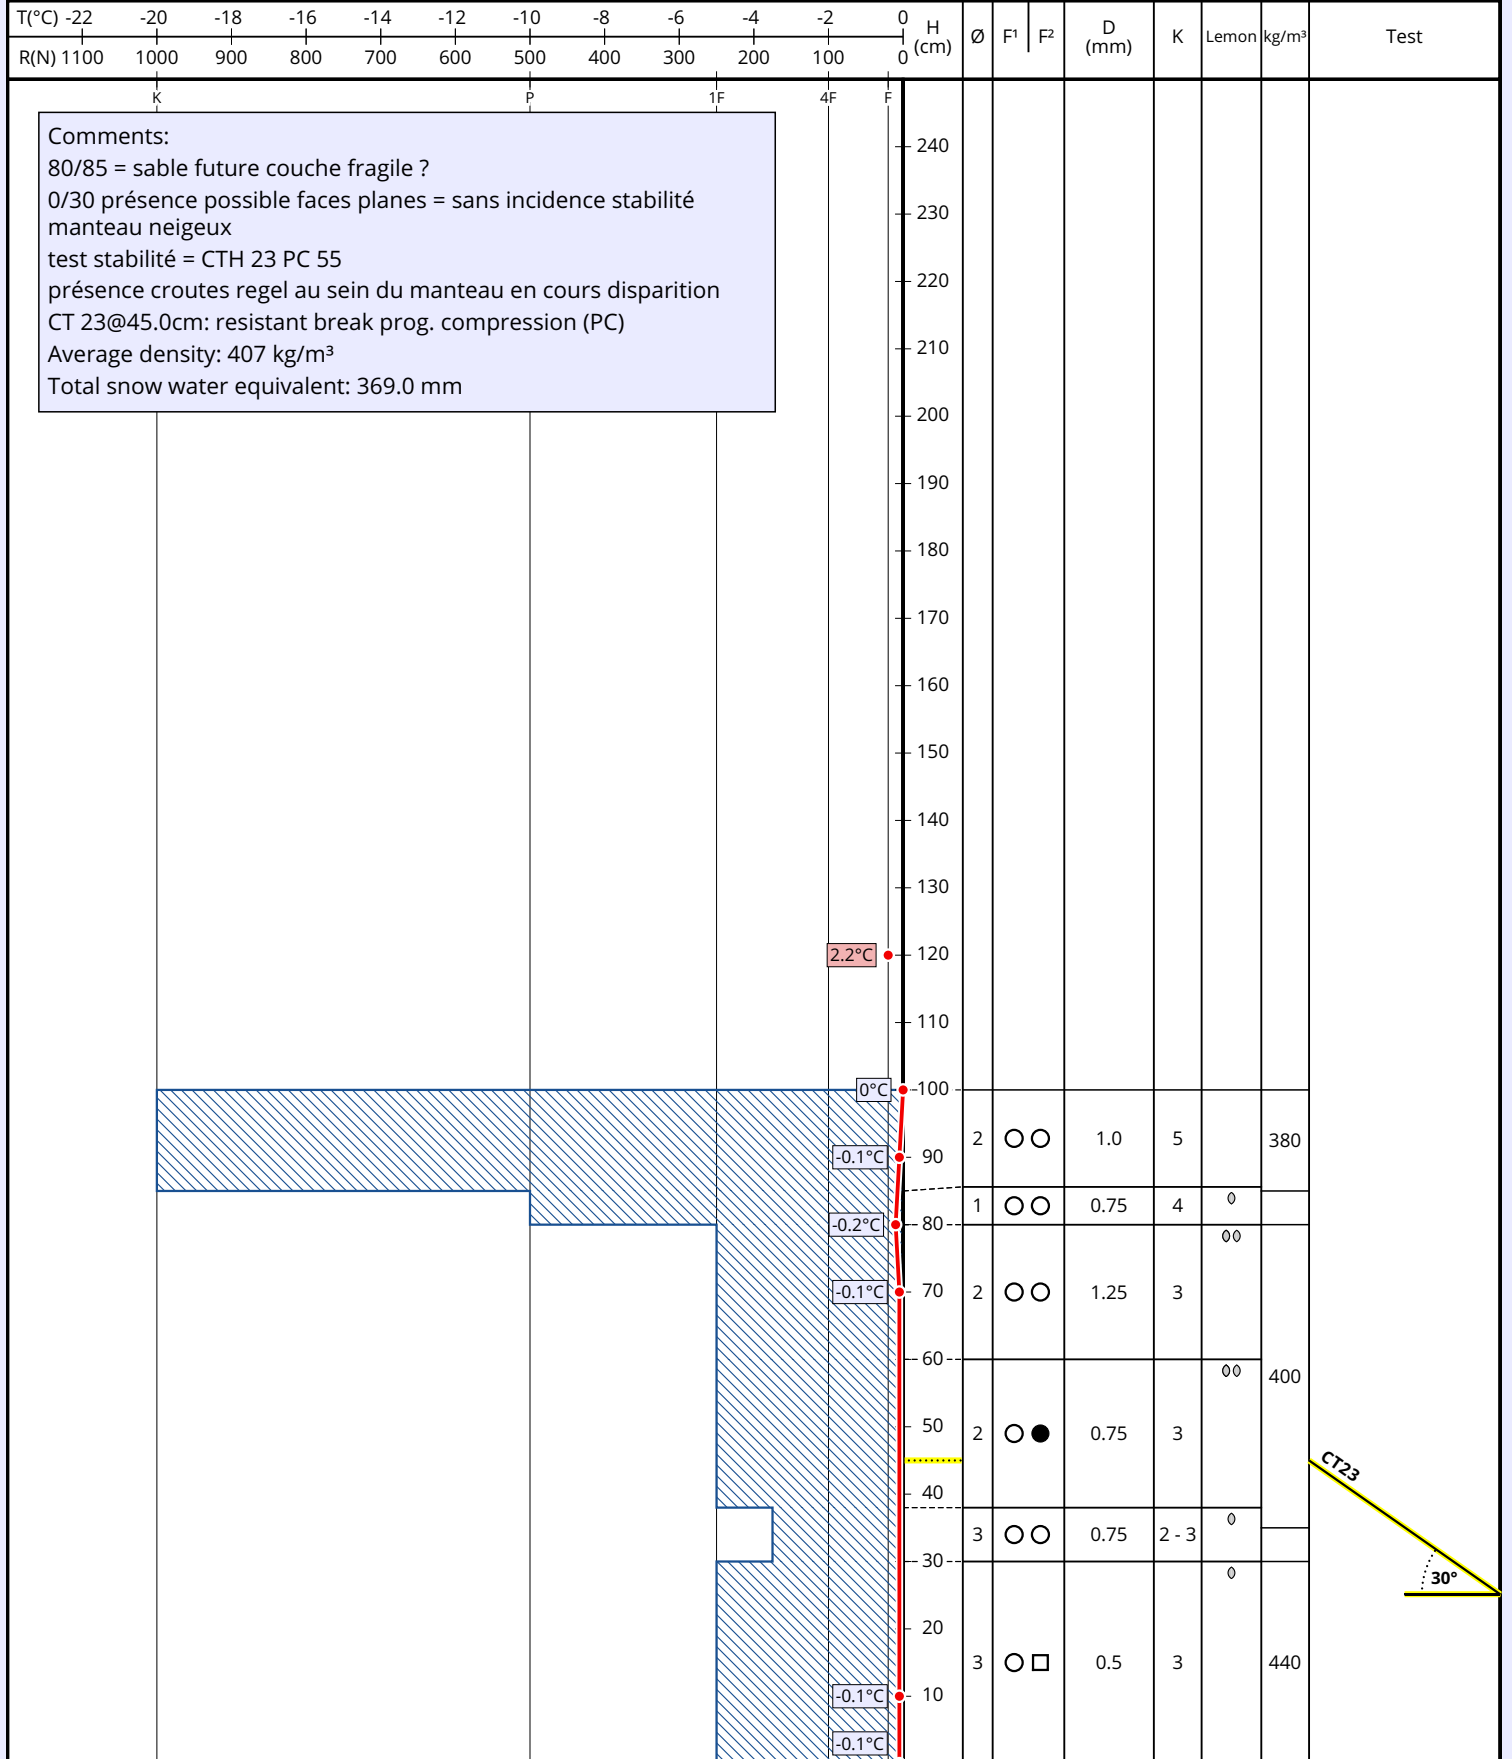 T(°C) -22 -20 -18 -16 -14 -12 -10 -8 -6 -4 -2 0
R(N) 1100 1000 900 800 700 600 500 400 300 200 100 0
H (cm) Ø F¹ F² D (mm) K Lemon kg/m³ Test
K P 1F 4F F
Comments:
80/85 = sable future couche fragile ?
0/30 présence possible faces planes = sans incidence stabilité
manteau neigeux
test stabilité = CTH 23 PC 55
présence croutes regel au sein du manteau en cours disparition
CT 23@45.0cm: resistant break prog. compression (PC)
Average density: 407 kg/m³
Total snow water equivalent: 369.0 mm
240
230
220
210
200
190
180
170
160
150
140
130
2.2°C 120
110
0°C 100
2 1.0 5 380
-0.1°C 90
1 0.75 4
-0.2°C 80
-0.1°C 70 2 1.25 3
60
400
50 2 0.75 3
CT23
40
3 0.75 2 - 3
30
30°
20
3 0.5 3 440
-0.1°C 10
-0.1°C